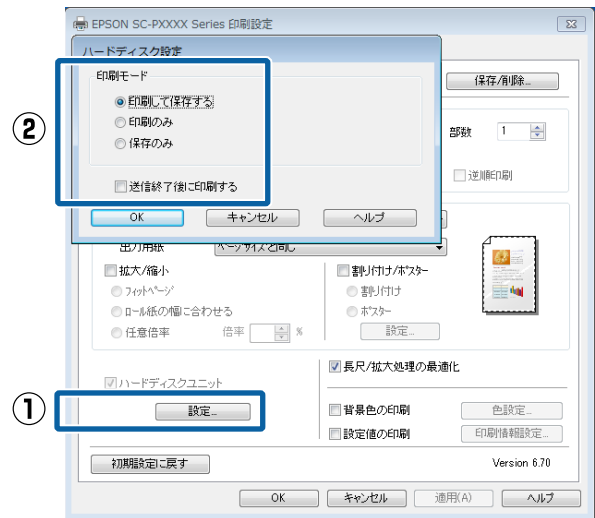 EPSON SC-PXXXX Series 印刷設定
ハードディスク設定
印刷モード
印刷して保存する
印刷のみ
保存のみ
送信終了後に印刷する
OK キャンセル ヘルプ
②
保存/削除...
部数 1
逆順印刷
出力用紙 ページサイズと同じ
拡大/縮小
フィットページ
ロール紙の幅に合わせる
任意倍率 倍率 %
割り付け/ポスター
割り付け
ポスター
設定...
長尺/拡大処理の最適化
ハードディスクユニット
①
設定...
背景色の印刷 色設定...
設定値の印刷 印刷情報設定...
初期設定に戻す Version 6.70
OK キャンセル 適用(A) ヘルプ